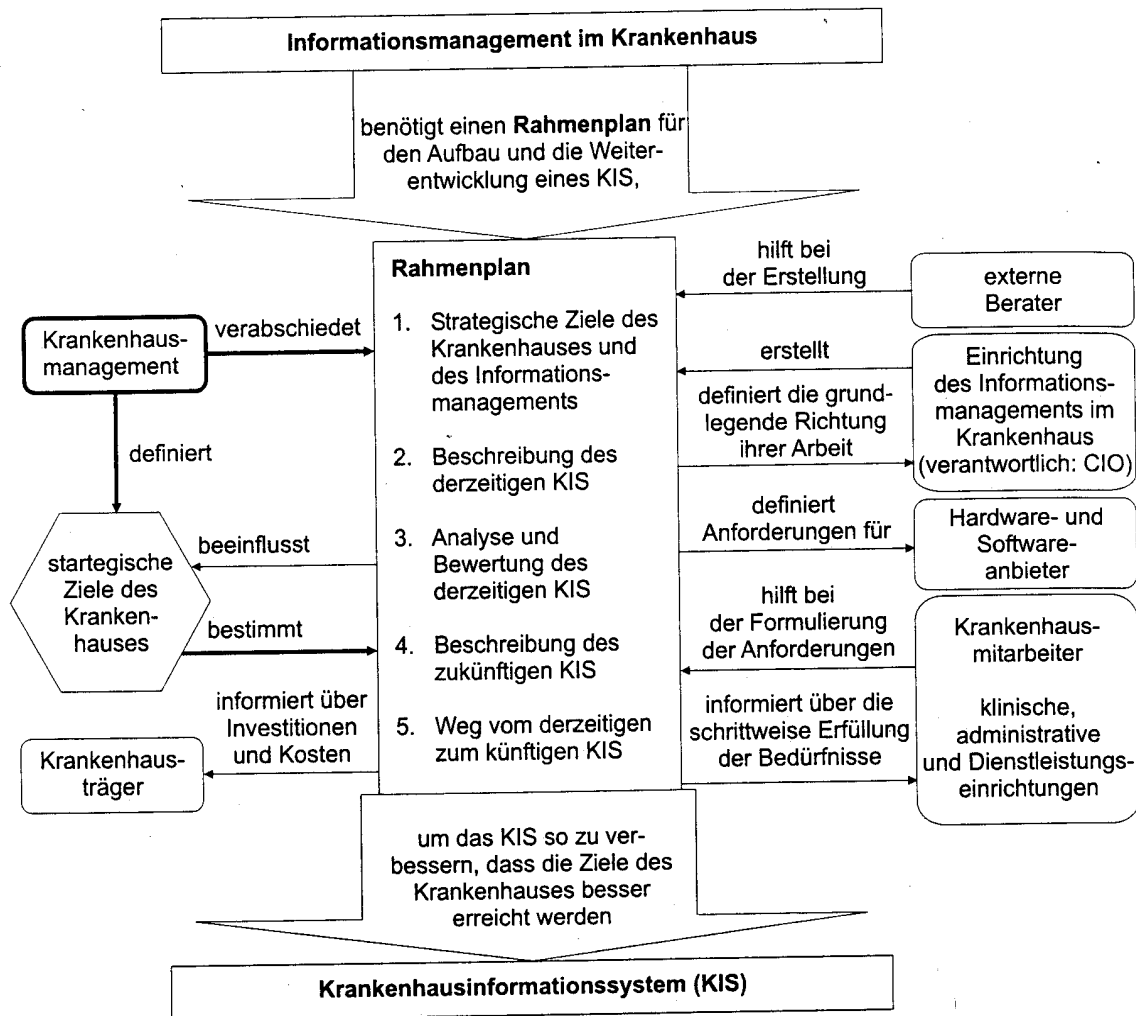 Informationsmanagement im Krankenhaus
benötigt einen Rahmenplan für
den Aufbau und die Weiter-
entwicklung eines KIS,
Rahmenplan
1. Strategische Ziele des
Krankenhauses und
des Informations-
managements
2. Beschreibung des
derzeitigen KIS
3. Analyse und
Bewertung des
derzeitigen KIS
4. Beschreibung des
zukünftigen KIS
5. Weg vom derzeitigen
zum künftigen KIS
Krankenhaus-
management
verabschiedet
definiert
startegische
Ziele des
Kranken-
hauses
beeinflusst
bestimmt
informiert über
Investitionen
und Kosten
Krankenhaus-
träger
hilft bei
der Erstellung
externe
Berater
erstellt
definiert die grund-
legende Richtung
ihrer Arbeit
Einrichtung
des Informations-
managements im
Krankenhaus
(verantwortlich: CIO)
definiert
Anforderungen für
Hardware- und
Software-
anbieter
hilft bei
der Formulierung
der Anforderungen
informiert über die
schrittweise Erfüllung
der Bedürfnisse
Krankenhaus-
mitarbeiter
klinische,
administrative
und Dienstleistungs-
einrichtungen
um das KIS so zu ver-
bessern, dass die Ziele des
Krankenhauses besser
erreicht werden
Krankenhausinformationssystem (KIS)